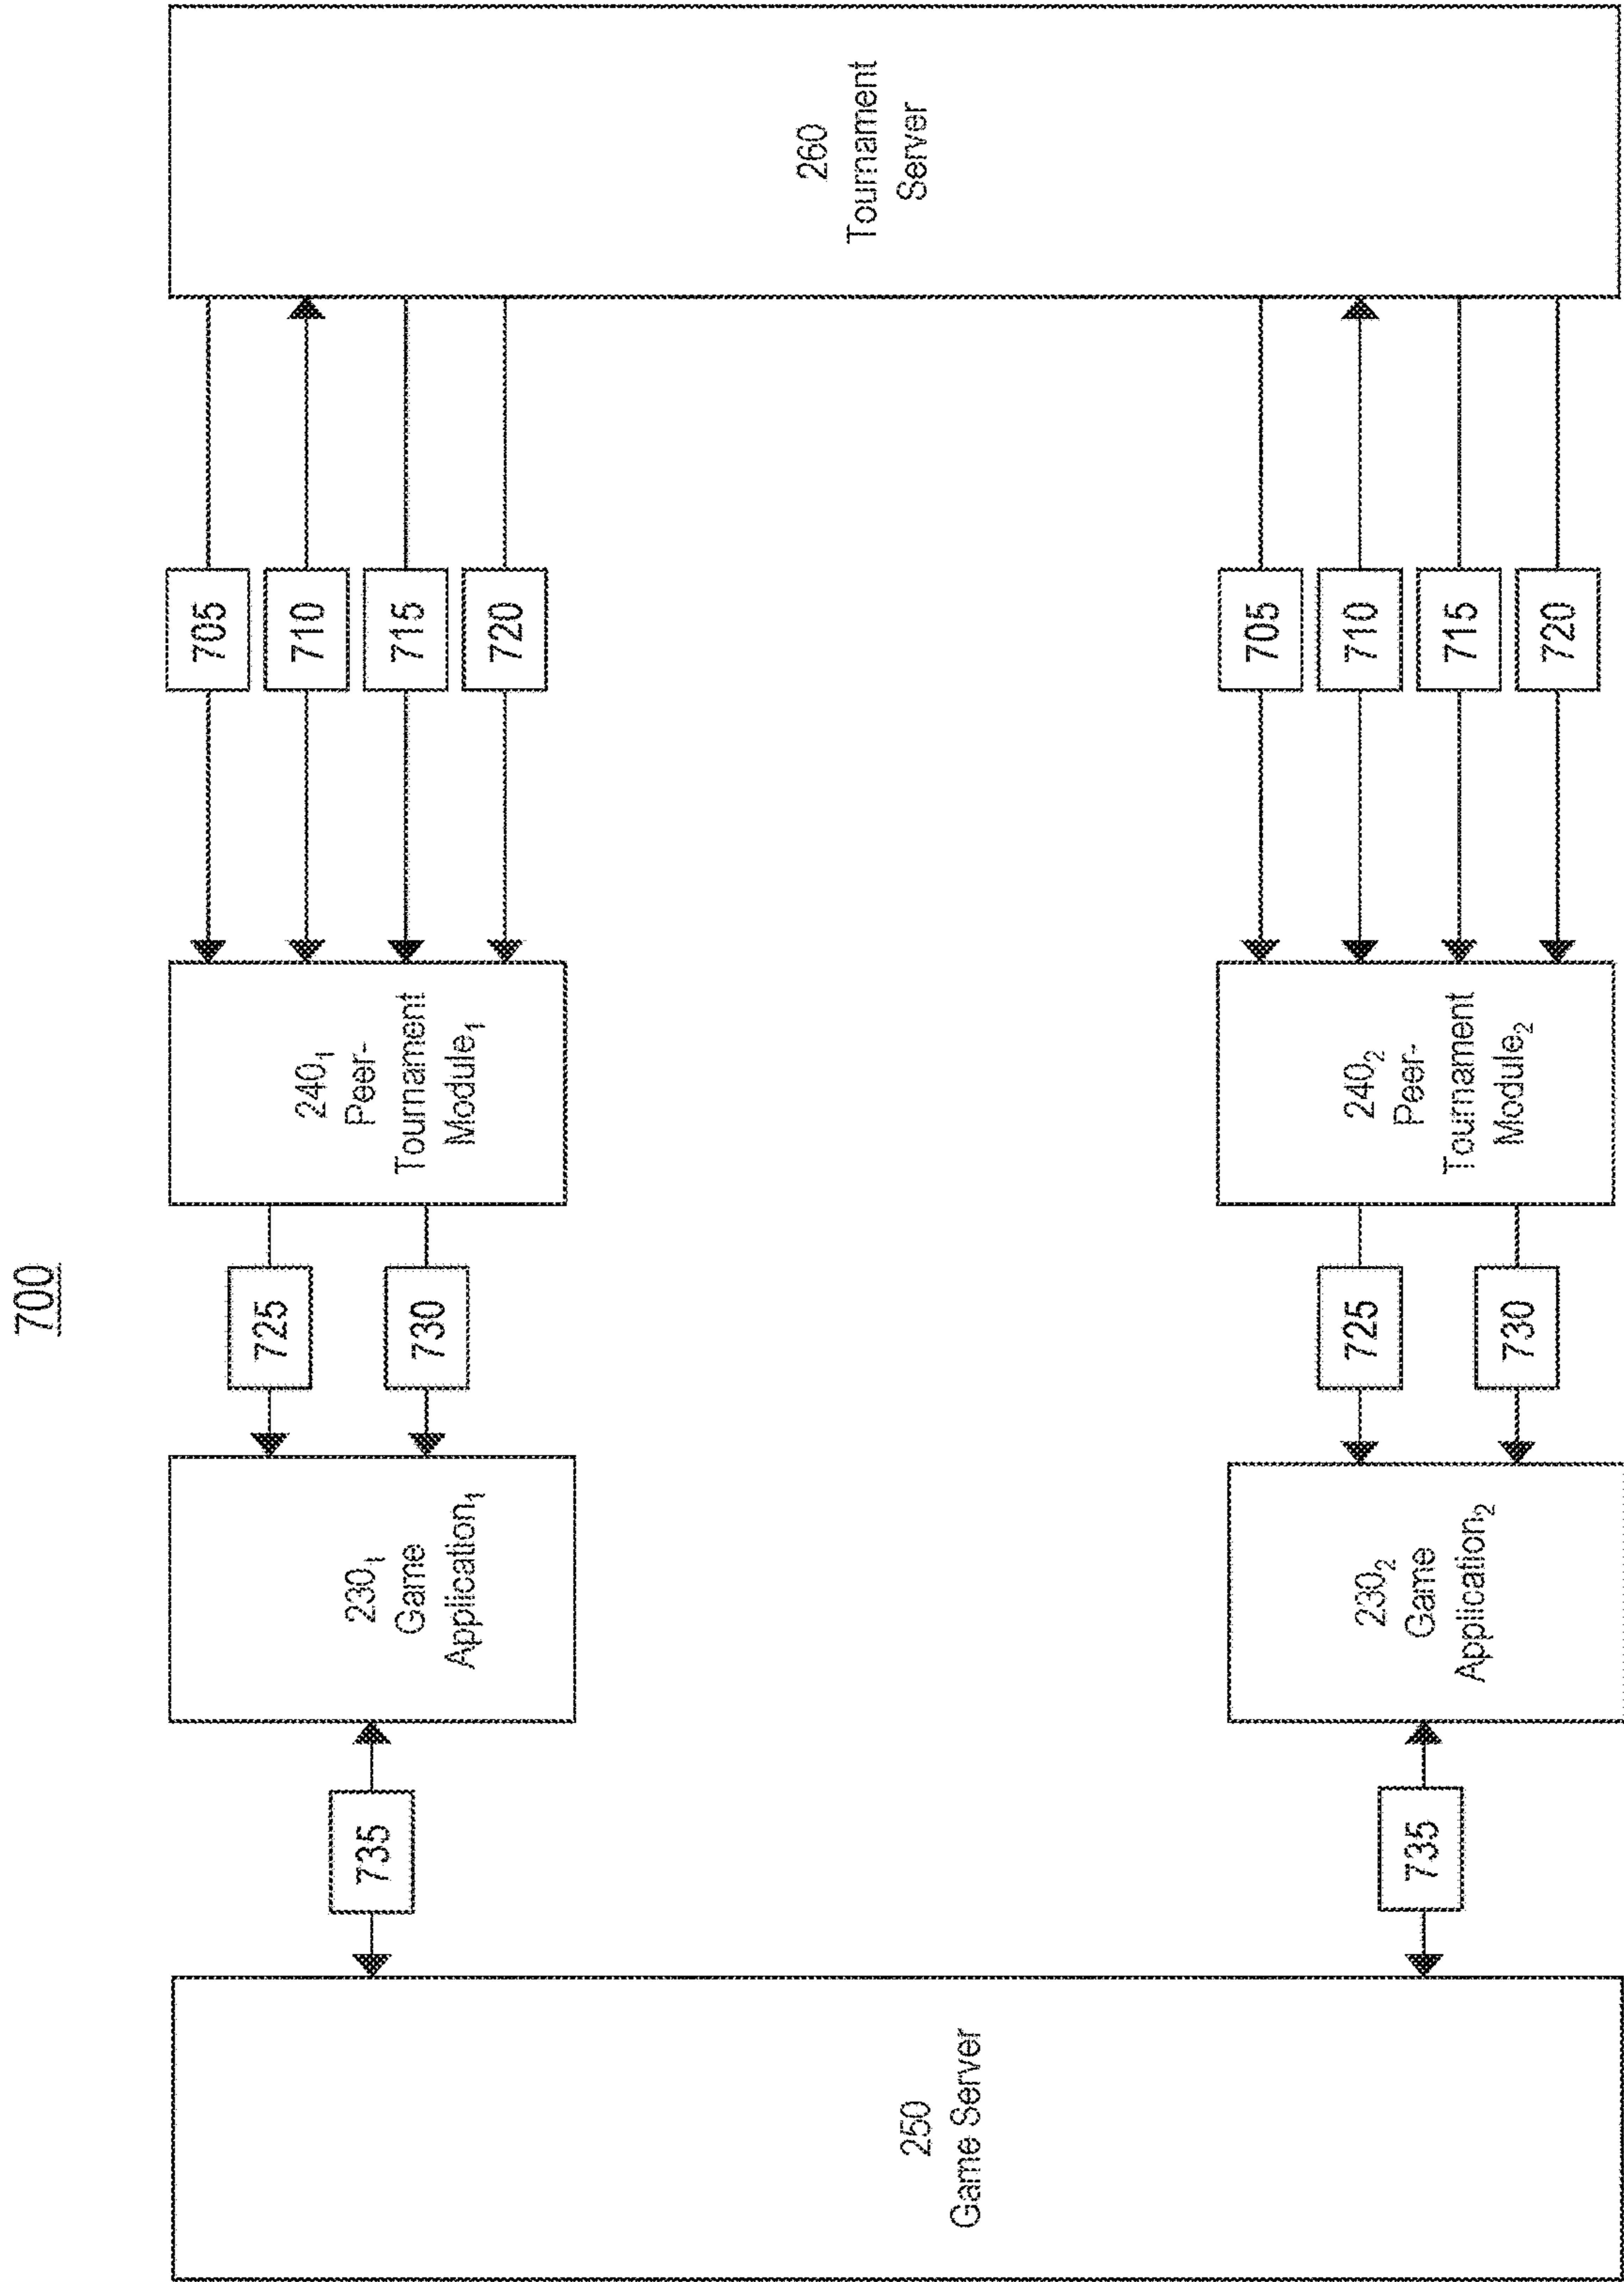 700
250
Game Server
735
230₁
Game
Application₁
725
730
240₁
Peer-
Tournament
Module₁
705
710
715
720
260
Tournament
Server
735
230₂
Game
Application₂
725
730
240₂
Peer-
Tournament
Module₂
705
710
715
720